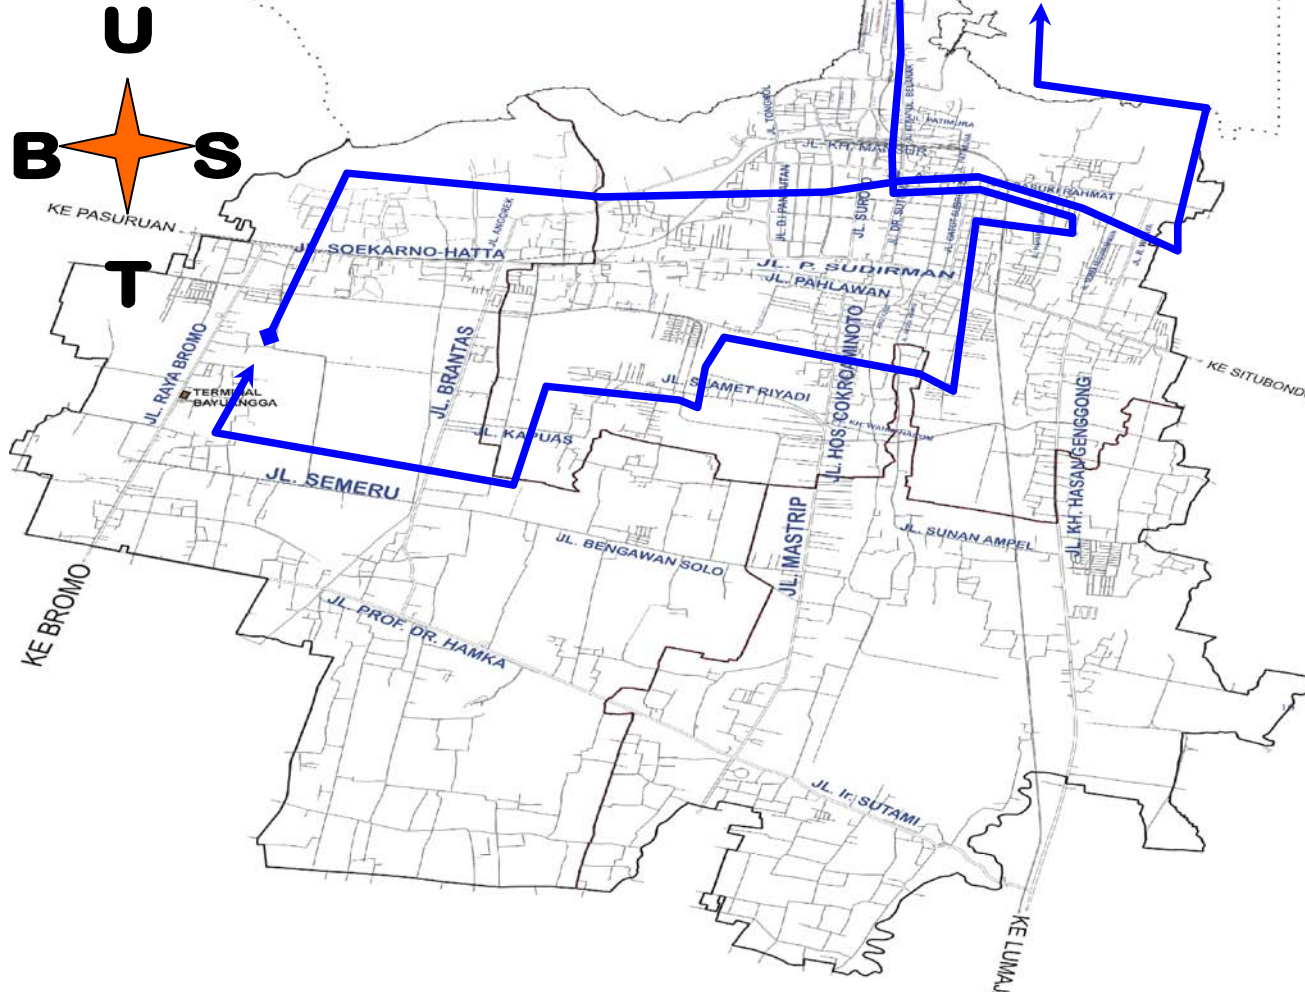 U
B
S
T
KE PASURUAN
JL. SOEKARNO-HATTA
JL. ANGGREK
JL. TONGKOL
JL. KH. MANSUR
JL. PATIMURA
JL. BELANAK
JL. DI PANJAITAN
JL. SUROYO
JL. P. SUDIRMAN
JL. PAHLAWAN
JL. RAYA BROMO
TERMINAL
BAYUANGGA
JL. BRANTAS
JL. SLAMET RIYADI
JL. HOS. COKROAMINOTO
KE SITUBONDO
JL. KAPUAS
JL. KH. HASAN GENGGONG
JL. SEMERU
JL. MASTRIP
JL. SUNAN AMPEL
JL. BENGAWAN SOLO
KE BROMO
JL. PROF. DR. HAMKA
JL. Ir. SUTAMI
KE LUMAJ